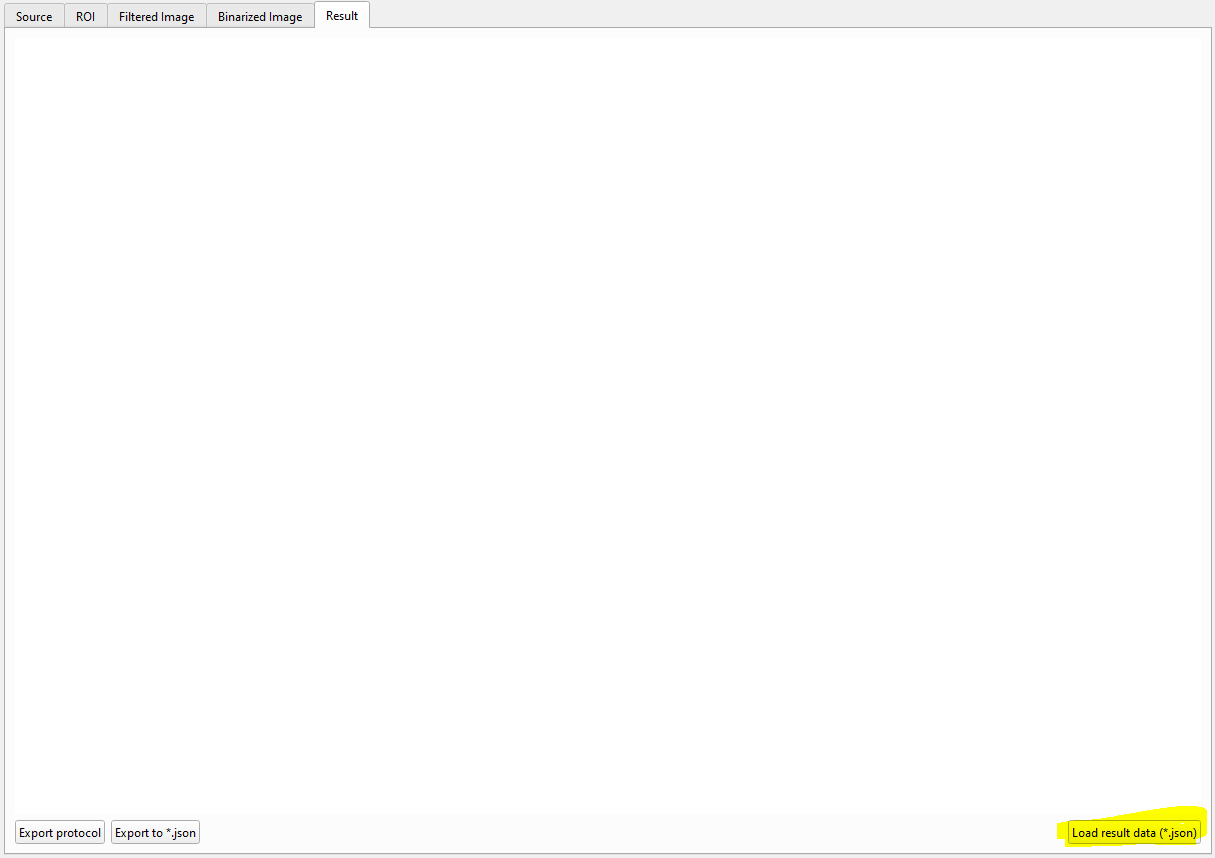 Source ROI Filtered Image Binarized Image Result
Export protocol Export to *.json Load result data (*.json)